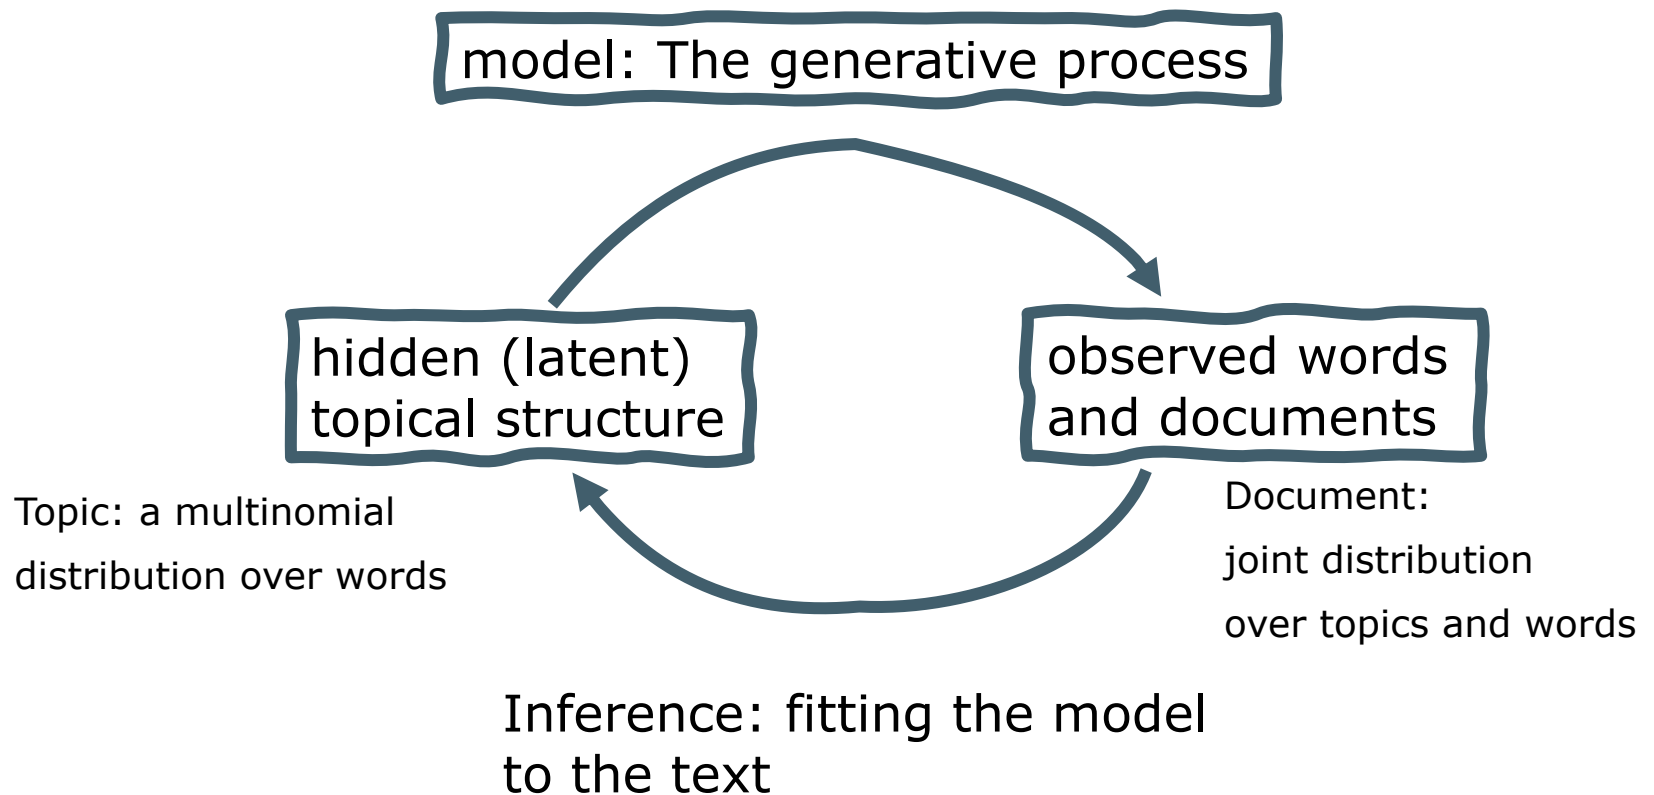 model: The generative process
hidden (latent)
topical structure
observed words
and documents
Topic: a multinomial
distribution over words
Document:
joint distribution
over topics and words
Inference: fitting the model
to the text